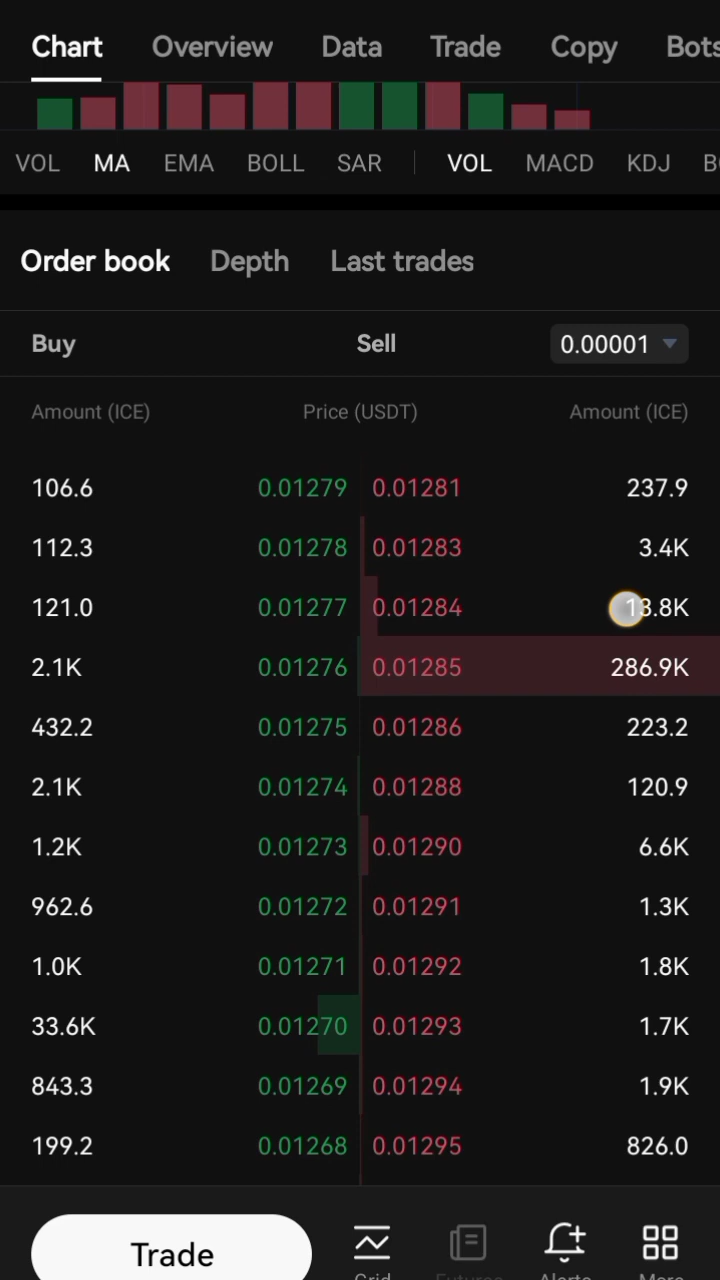 Chart Overview Data Trade Copy Bots
VOL MA EMA BOLL SAR VOL MACD KDJ
Order book Depth Last trades
Buy Sell 0.00001
Amount (ICE) Price (USDT) Amount (ICE)
106.6 0.01279 0.01281 237.9
112.3 0.01278 0.01283 3.4K
121.0 0.01277 0.01284 13.8K
2.1K 0.01276 0.01285 286.9K
432.2 0.01275 0.01286 223.2
2.1K 0.01274 0.01288 120.9
1.2K 0.01273 0.01290 6.6K
962.6 0.01272 0.01291 1.3K
1.0K 0.01271 0.01292 1.8K
33.6K 0.01270 0.01293 1.7K
843.3 0.01269 0.01294 1.9K
199.2 0.01268 0.01295 826.0
Trade
Grid Futures Alerts More